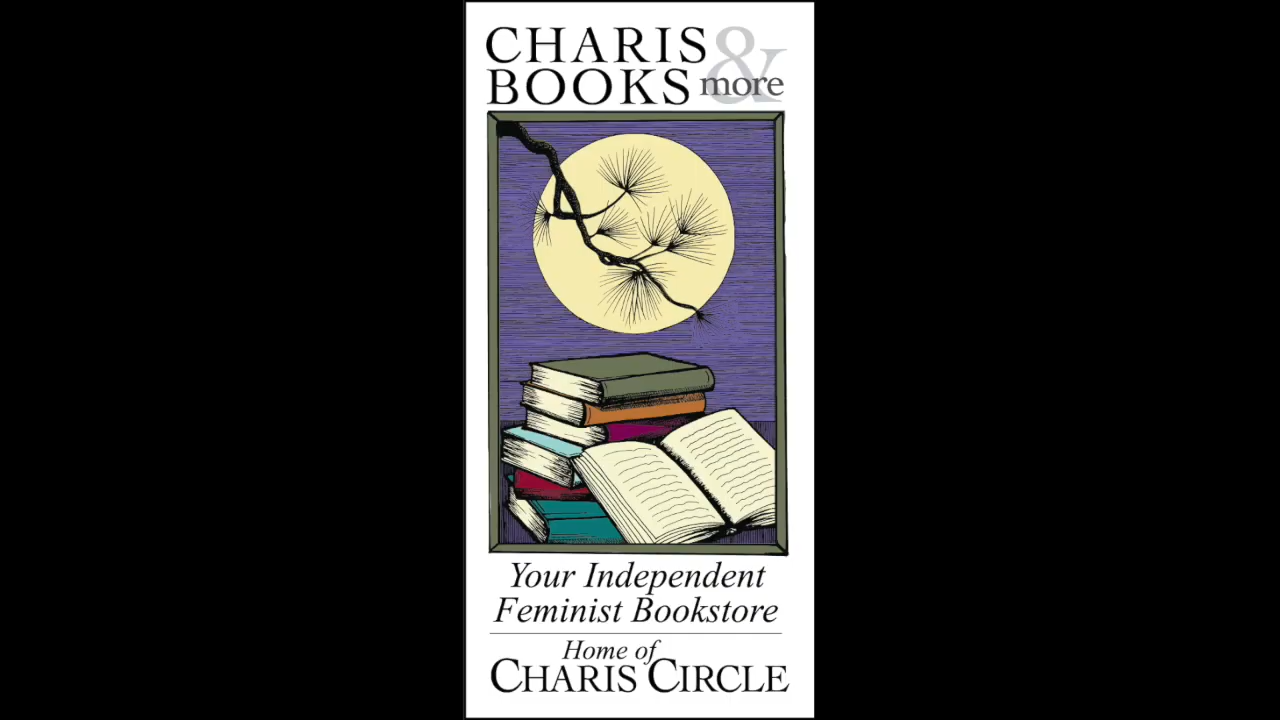 CHARIS &
BOOKS more
Your Independent
Feminist Bookstore
Home of
CHARIS CIRCLE